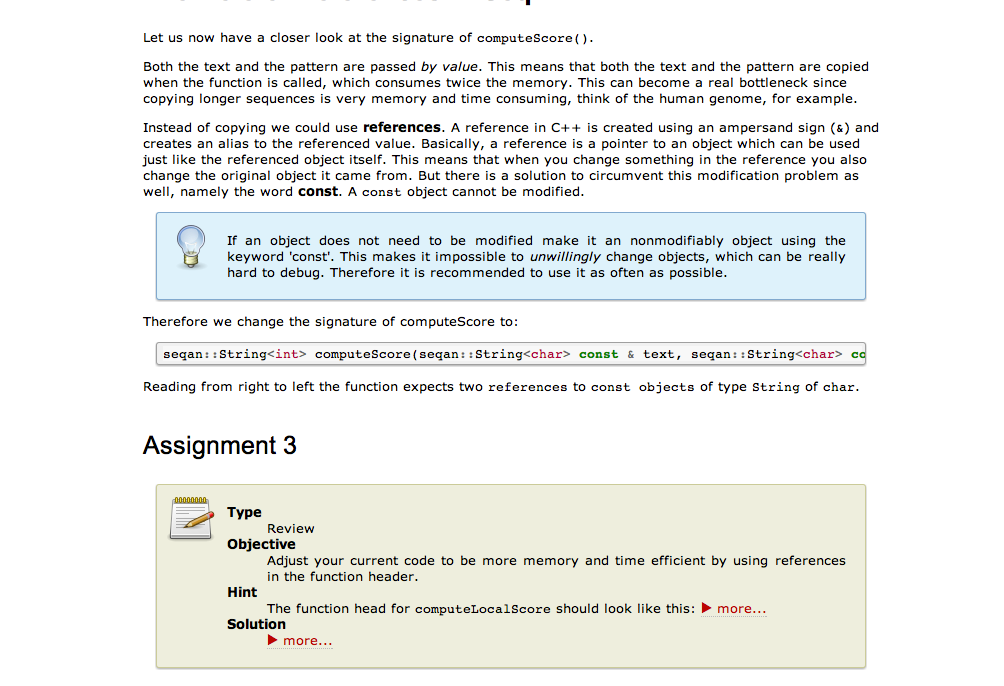 Let us now have a closer look at the signature of computeScore().
Both the text and the pattern are passed by value. This means that both the text and the pattern are copied
when the function is called, which consumes twice the memory. This can become a real bottleneck since
copying longer sequences is very memory and time consuming, think of the human genome, for example.
Instead of copying we could use references. A reference in C++ is created using an ampersand sign (&) and
creates an alias to the referenced value. Basically, a reference is a pointer to an object which can be used
just like the referenced object itself. This means that when you change something in the reference you also
change the original object it came from. But there is a solution to circumvent this modification problem as
well, namely the word const. A const object cannot be modified.
If an object does not need to be modified make it an nonmodifiably object using the
keyword 'const'. This makes it impossible to unwillingly change objects, which can be really
hard to debug. Therefore it is recommended to use it as often as possible.
Therefore we change the signature of computeScore to:
seqan::String<int> computeScore(seqan::String<char> const & text, seqan::String<char> co
Reading from right to left the function expects two references to const objects of type String of char.
Assignment 3
Type
Review
Objective
Adjust your current code to be more memory and time efficient by using references
in the function header.
Hint
The function head for computeLocalScore should look like this: ▶ more...
Solution
▶ more...